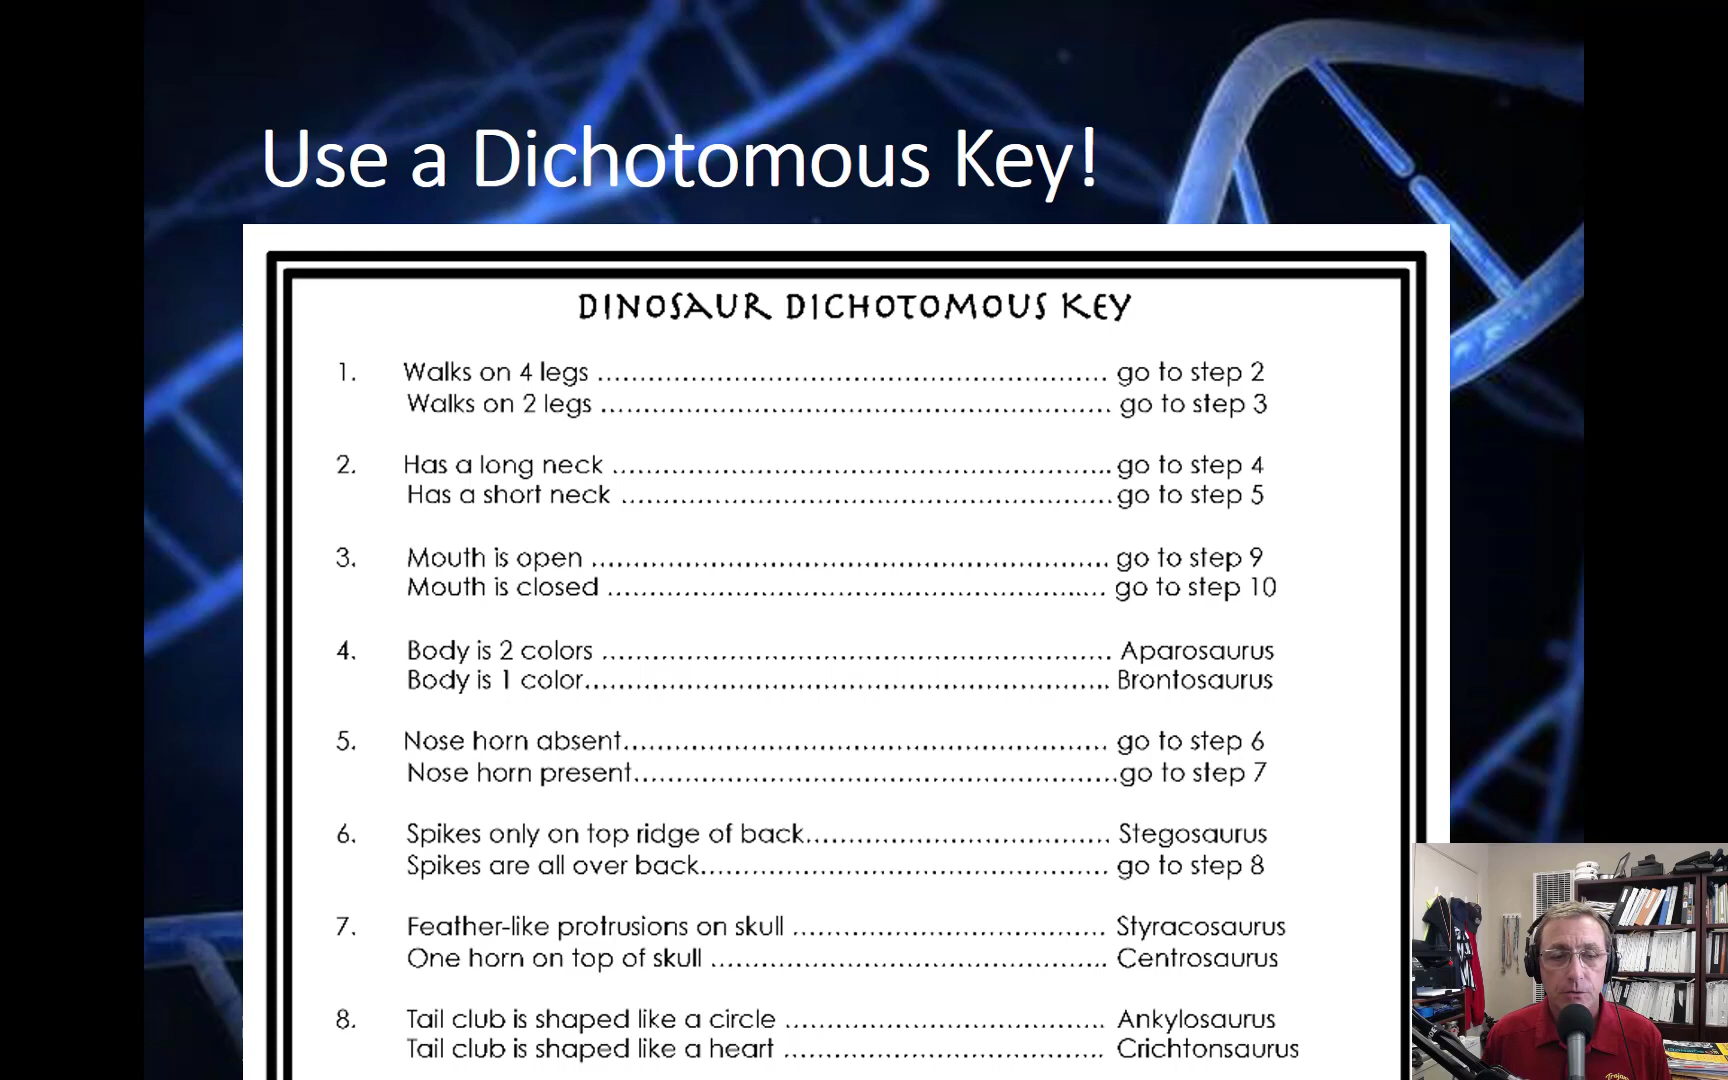 Use a Dichotomous Key!
DINOSAUR DICHOTOMOUS KEY
1. Walks on 4 legs ........................................................... go to step 2
Walks on 2 legs ........................................................... go to step 3
2. Has a long neck .......................................................... go to step 4
Has a short neck ......................................................... go to step 5
3. Mouth is open ............................................................ go to step 9
Mouth is closed .......................................................... go to step 10
4. Body is 2 colors ........................................................... Aparosaurus
Body is 1 color............................................................. Brontosaurus
5. Nose horn absent........................................................ go to step 6
Nose horn present........................................................go to step 7
6. Spikes only on top ridge of back................................... Stegosaurus
Spikes are all over back............................................... go to step 8
7. Feather-like protrusions on skull .................................... Styracosaurus
One horn on top of skull .............................................. Centrosaurus
8. Tail club is shaped like a circle ..................................... Ankylosaurus
Tail club is shaped like a heart ..................................... Crichtonsaurus